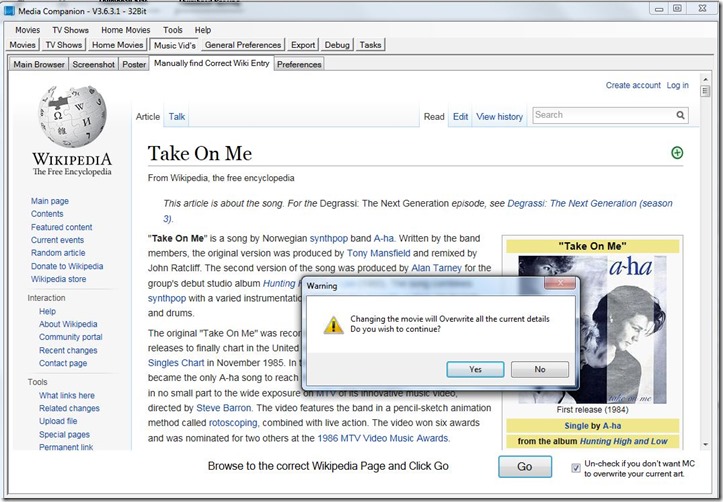 Media Companion - V3.6.3.1 - 32Bit
Movies TV Shows Home Movies Tools Help
Movies TV Shows Home Movies Music Vid's General Preferences Export Debug Tasks
Main Browser Screenshot Poster Manually find Correct Wiki Entry Preferences
Create account Log in
Article Talk Read Edit View history Search
WIKIPEDIA
The Free Encyclopedia
Main page
Contents
Featured content
Current events
Random article
Donate to Wikipedia
Wikipedia store
Interaction
Help
About Wikipedia
Community portal
Recent changes
Contact page
Tools
What links here
Related changes
Upload file
Special pages
Permanent link
Take On Me
From Wikipedia, the free encyclopedia
This article is about the song. For the Degrassi: The Next Generation episode, see Degrassi: The Next Generation (season
3).
"Take On Me" is a song by Norwegian synthpop band A-ha. Written by the band
members, the original version was produced by Tony Mansfield and remixed by
John Ratcliff. The second version of the song was produced by Alan Tarney for the
group's debut studio album Hunting
synthpop with a varied instrumentati
and drums.
The original "Take On Me" was recor
releases to finally chart in the United
Singles Chart in November 1985. In t
became the only A-ha song to reach
in no small part to the wide exposure on MTV of its innovative music video,
directed by Steve Barron. The video features the band in a pencil-sketch animation
method called rotoscoping, combined with live action. The video won six awards
and was nominated for two others at the 1986 MTV Video Music Awards.
"Take On Me"
a-ha
take on me
First release (1984)
Single by A-ha
from the album Hunting High and Low
Warning
Changing the movie will Overwrite all the current details
Do you wish to continue?
Yes No
Browse to the correct Wikipedia Page and Click Go
Go
Un-check if you don't want MC
to overwrite your current art.